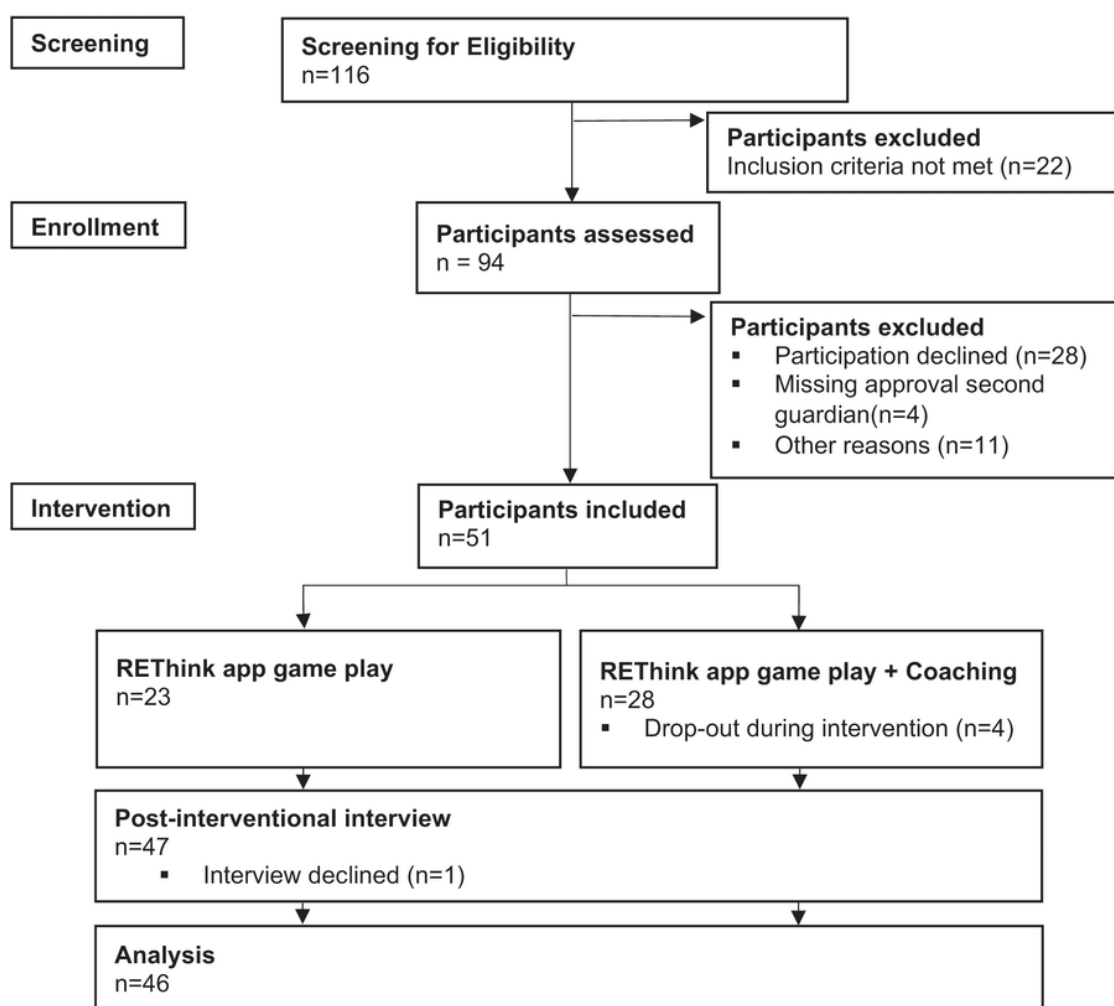 Screening
Screening for Eligibility
n=116
Participants excluded
Inclusion criteria not met (n=22)
Enrollment
Participants assessed
n = 94
Participants excluded
▪ Participation declined (n=28)
▪ Missing approval second
guardian(n=4)
▪ Other reasons (n=11)
Intervention
Participants included
n=51
REThink app game play
n=23
REThink app game play + Coaching
n=28
▪ Drop-out during intervention (n=4)
Post-interventional interview
n=47
▪ Interview declined (n=1)
Analysis
n=46